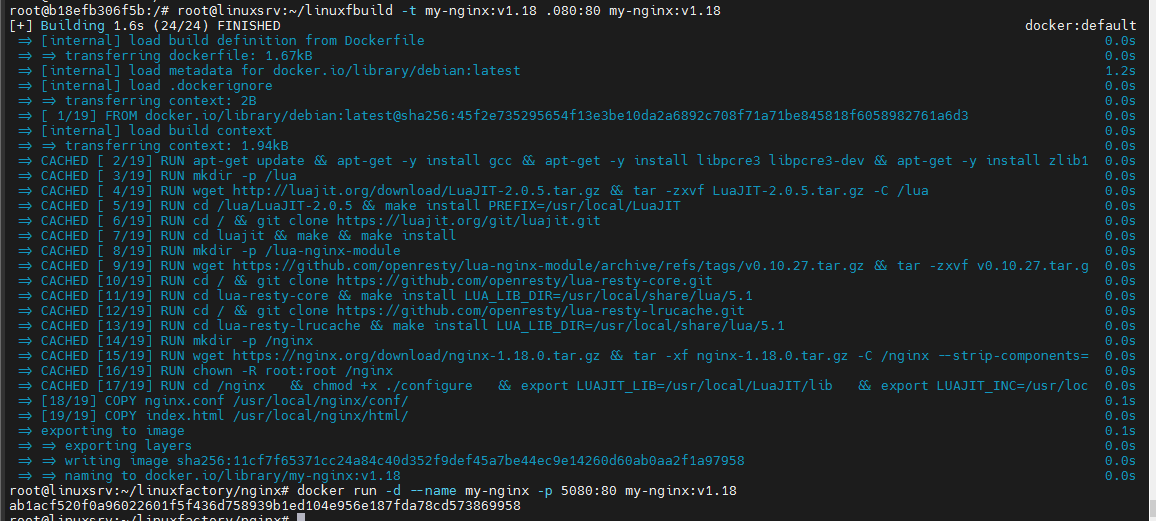 root@b18efb306f5b:/# root@linuxsrv:~/linuxfbuild -t my-nginx:v1.18 .080:80 my-nginx:v1.18
[+] Building 1.6s (24/24) FINISHED docker:default
=> [internal] load build definition from Dockerfile 0.0s
=> => transferring dockerfile: 1.67kB 0.0s
=> [internal] load metadata for docker.io/library/debian:latest 1.2s
=> [internal] load .dockerignore 0.0s
=> => transferring context: 2B 0.0s
=> [ 1/19] FROM docker.io/library/debian:latest@sha256:45f2e735295654f13e3be10da2a6892c708f71a71be845818f6058982761a6d3 0.0s
=> [internal] load build context 0.0s
=> => transferring context: 1.94kB 0.0s
=> CACHED [ 2/19] RUN apt-get update && apt-get -y install gcc && apt-get -y install libpcre3 libpcre3-dev && apt-get -y install zlib1 0.0s
=> CACHED [ 3/19] RUN mkdir -p /lua 0.0s
=> CACHED [ 4/19] RUN wget http://luajit.org/download/LuaJIT-2.0.5.tar.gz && tar -zxvf LuaJIT-2.0.5.tar.gz -C /lua 0.0s
=> CACHED [ 5/19] RUN cd /lua/LuaJIT-2.0.5 && make install PREFIX=/usr/local/LuaJIT 0.0s
=> CACHED [ 6/19] RUN cd / && git clone https://luajit.org/git/luajit.git 0.0s
=> CACHED [ 7/19] RUN cd luajit && make && make install 0.0s
=> CACHED [ 8/19] RUN mkdir -p /lua-nginx-module 0.0s
=> CACHED [ 9/19] RUN wget https://github.com/openresty/lua-nginx-module/archive/refs/tags/v0.10.27.tar.gz && tar -zxvf v0.10.27.tar.g 0.0s
=> CACHED [10/19] RUN cd / && git clone https://github.com/openresty/lua-resty-core.git 0.0s
=> CACHED [11/19] RUN cd lua-resty-core && make install LUA_LIB_DIR=/usr/local/share/lua/5.1 0.0s
=> CACHED [12/19] RUN cd / && git clone https://github.com/openresty/lua-resty-lrucache.git 0.0s
=> CACHED [13/19] RUN cd lua-resty-lrucache && make install LUA_LIB_DIR=/usr/local/share/lua/5.1 0.0s
=> CACHED [14/19] RUN mkdir -p /nginx 0.0s
=> CACHED [15/19] RUN wget https://nginx.org/download/nginx-1.18.0.tar.gz && tar -xf nginx-1.18.0.tar.gz -C /nginx --strip-components= 0.0s
=> CACHED [16/19] RUN chown -R root:root /nginx 0.0s
=> CACHED [17/19] RUN cd /nginx && chmod +x ./configure && export LUAJIT_LIB=/usr/local/LuaJIT/lib && export LUAJIT_INC=/usr/loc 0.0s
=> [18/19] COPY nginx.conf /usr/local/nginx/conf/ 0.1s
=> [19/19] COPY index.html /usr/local/nginx/html/ 0.0s
=> exporting to image 0.1s
=> => exporting layers 0.0s
=> => writing image sha256:11cf7f65371cc24a84c40d352f9def45a7be44ec9e14260d60ab0aa2f1a97958 0.0s
=> => naming to docker.io/library/my-nginx:v1.18 0.0s
root@linuxsrv:~/linuxfactory/nginx# docker run -d --name my-nginx -p 5080:80 my-nginx:v1.18
ab1acf520f0a96022601f5f436d758939b1ed104e956e187fda78cd573869958
root@linuxsrv:~/linuxfactory/nginx#